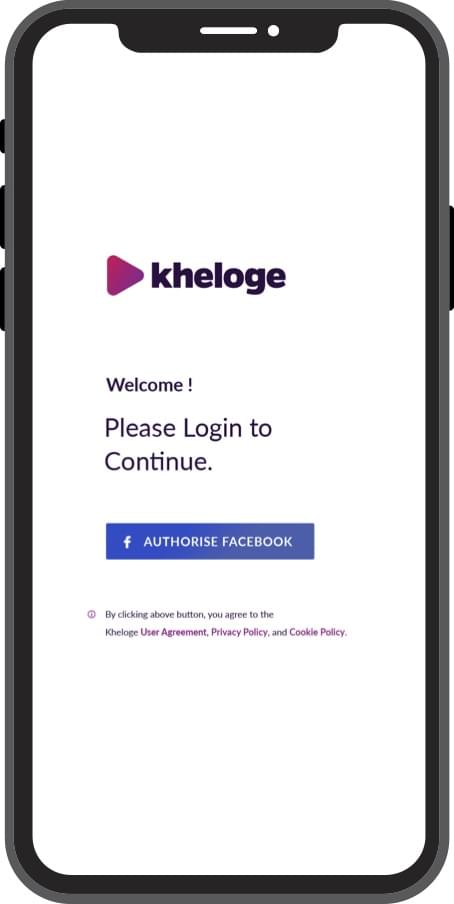 kheloge
Welcome !
Please Login to
Continue.
AUTHORISE FACEBOOK
By clicking above button, you agree to the
Kheloge User Agreement, Privacy Policy, and Cookie Policy.